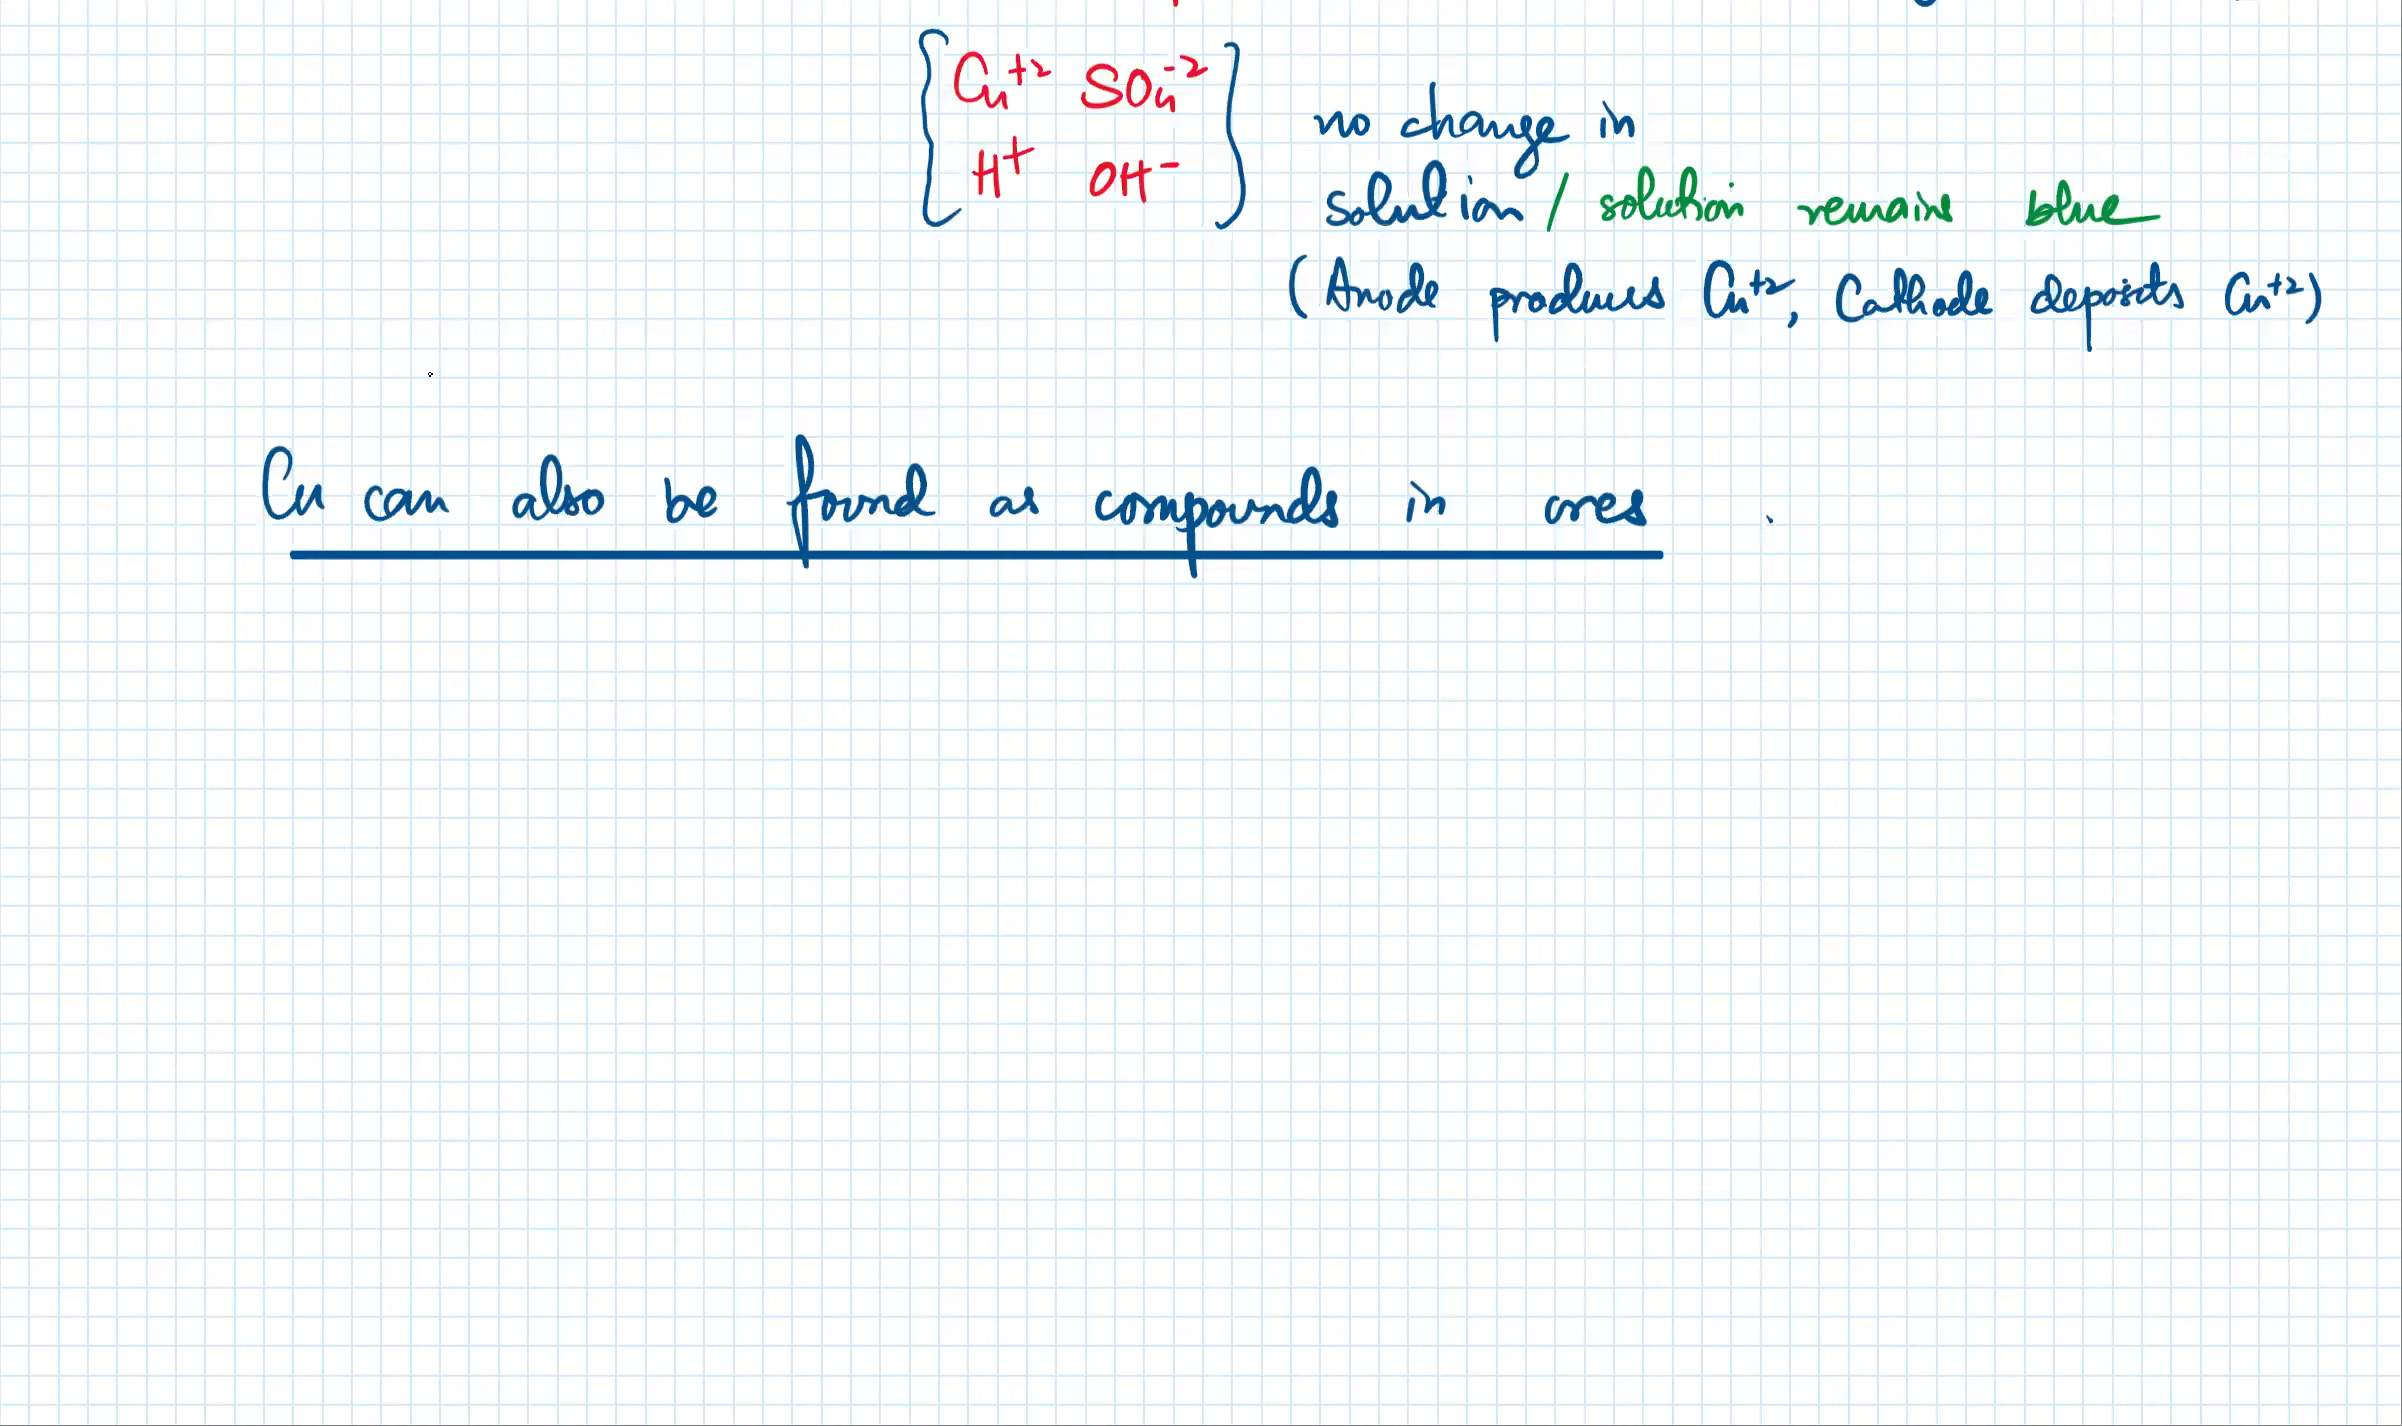 Cu⁺² SO₄⁻²
H⁺ OH⁻
no change in
solution / solution remains blue
(Anode produces Cu⁺², Cathode deposits Cu⁺²)
Cu can also be found as compounds in ores .